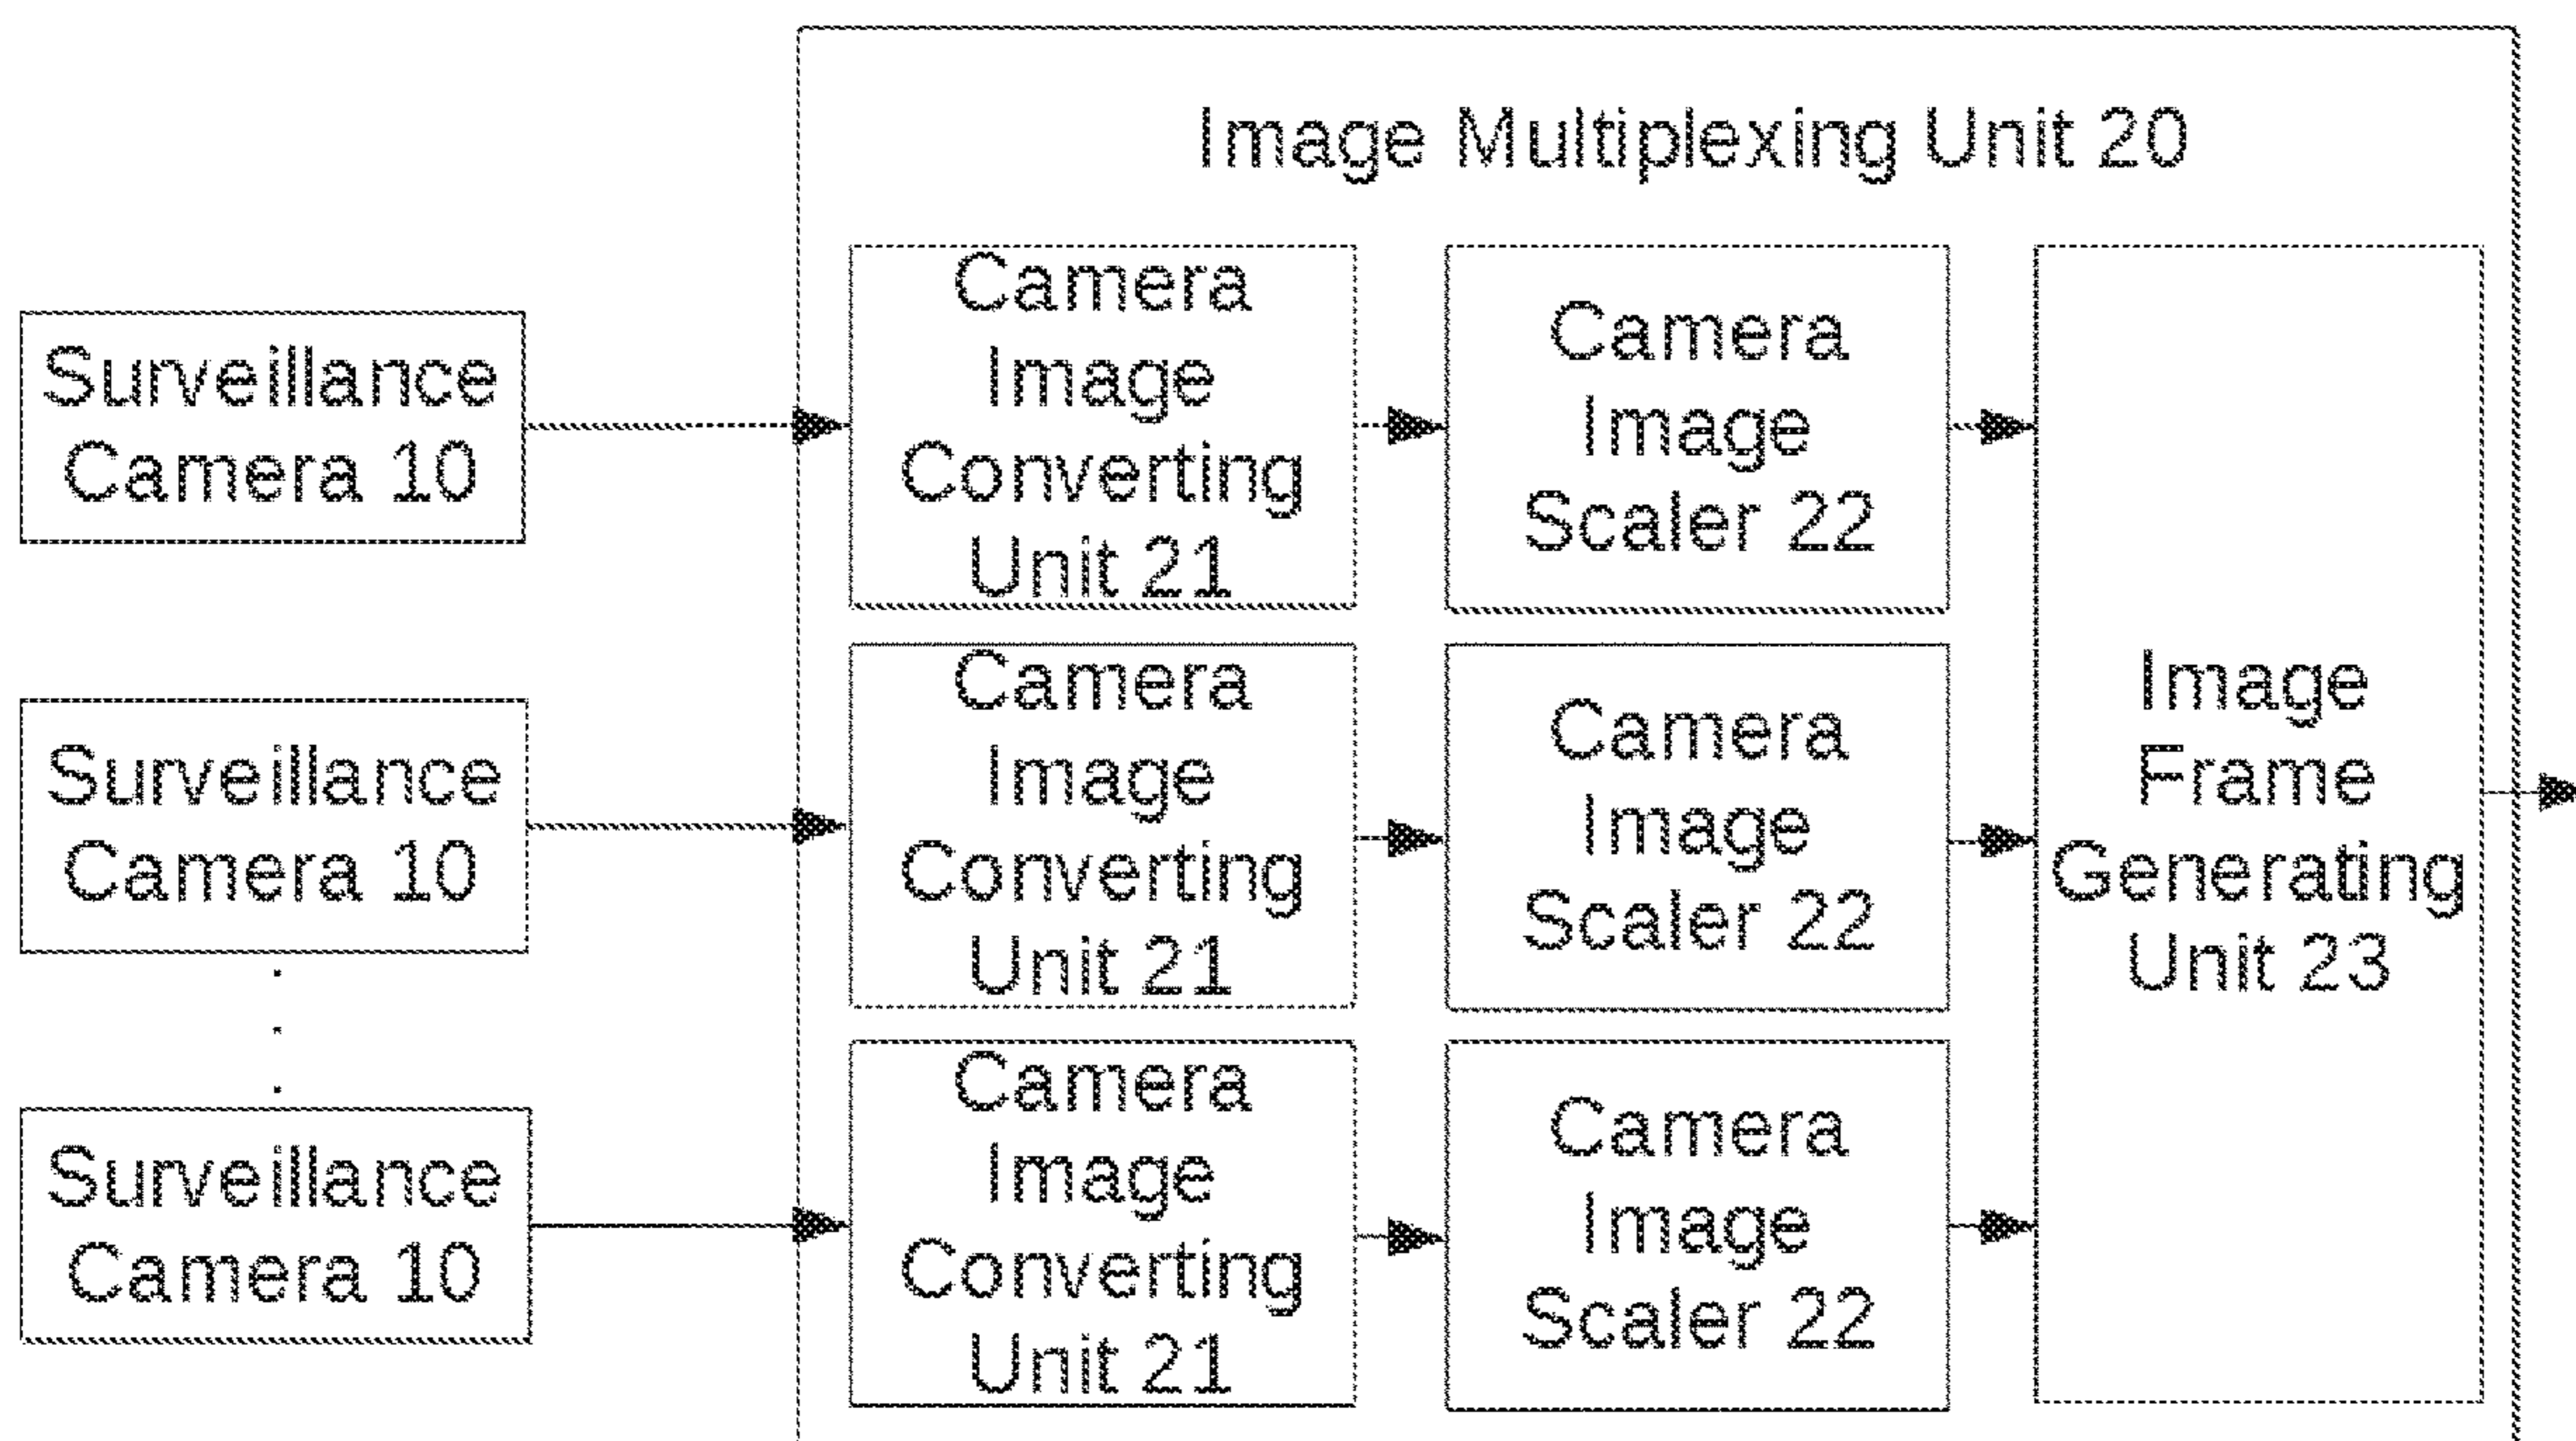 Image Multiplexing Unit 20
Surveillance
Camera 10
Camera
Image
Converting
Unit 21
Camera
Image
Scaler 22
Surveillance
Camera 10
Camera
Image
Converting
Unit 21
Camera
Image
Scaler 22
Image
Frame
Generating
Unit 23
Surveillance
Camera 10
Camera
Image
Converting
Unit 21
Camera
Image
Scaler 22